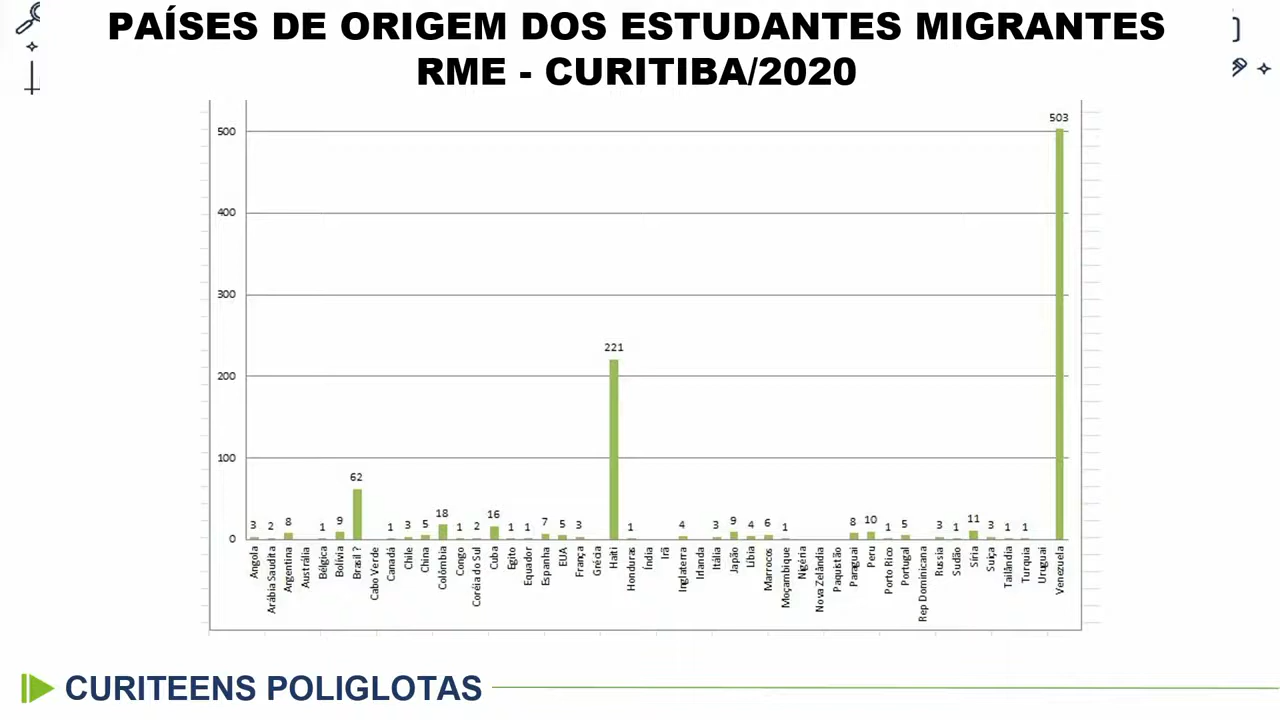 PAÍSES DE ORIGEM DOS ESTUDANTES MIGRANTES
RME - CURITIBA/2020
503
500
400
300
221
200
100
62
3 2 8 1 9 1 3 5 18 1 2 16 1 1 7 5 3 1 4 3 9 4 6 1 8 10 1 5 3 1 11 3 1 1
0
Angola
Arábia Saudita
Argentina
Austrália
Bélgica
Bolívia
Brasil ?
Cabo Verde
Canadá
Chile
China
Colômbia
Congo
Coréia do Sul
Cuba
Egito
Equador
Espanha
EUA
França
Grécia
Haiti
Honduras
Índia
Irã
Inglaterra
Irlanda
Itália
Japão
Líbia
Marrocos
Moçambique
Nigéria
Nova Zelândia
Paquistão
Paraguai
Peru
Porto Rico
Portugal
Rep Dominicana
Russia
Sudão
Síria
Suiça
Tailândia
Turquia
Uruguai
Venezuela
CURITEENS POLIGLOTAS